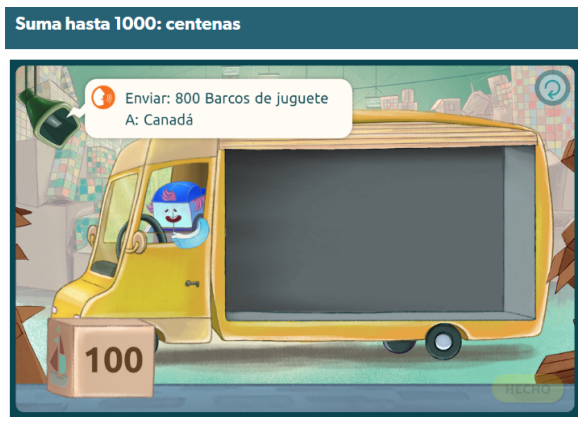 Suma hasta 1000: centenas
Enviar: 800 Barcos de juguete
A: Canadá
100
HECHO